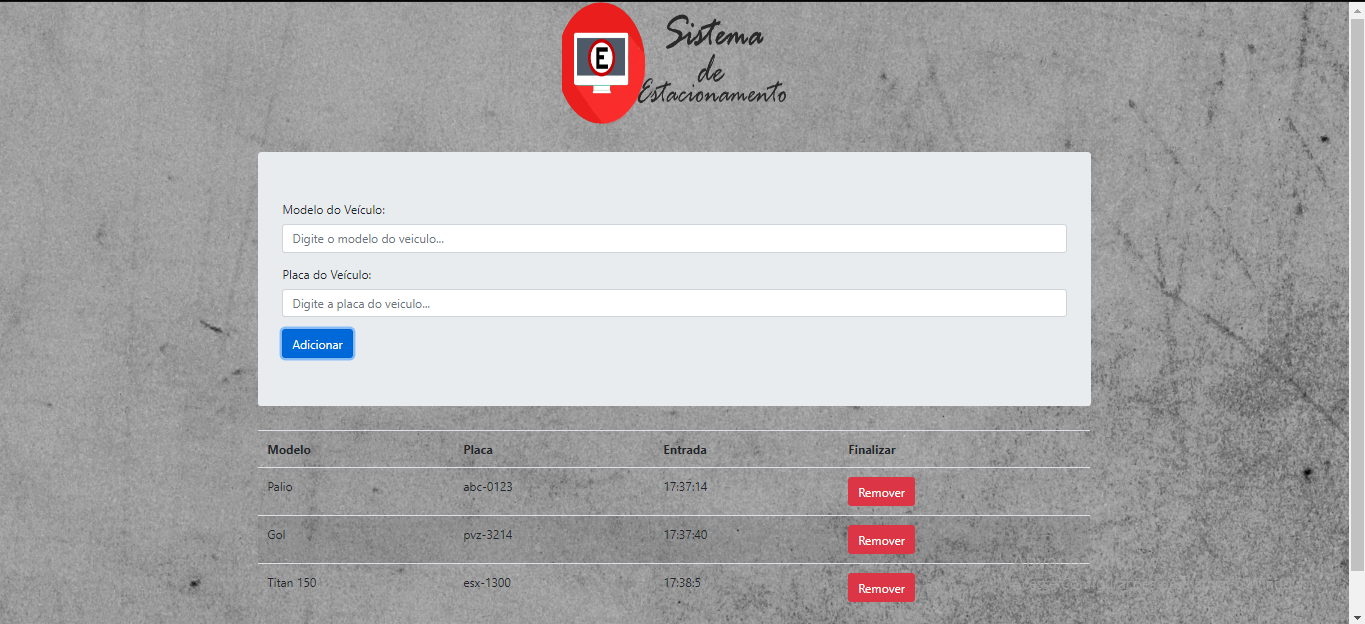 E
Sistema
de
Estacionamento
Modelo do Veículo:
Digite o modelo do veiculo...
Placa do Veículo:
Digite a placa do veiculo...
Adicionar
Modelo Placa Entrada Finalizar
Palio abc-0123 17:37:14 Remover
Gol pvz-3214 17:37:40 Remover
Titan 150 esx-1300 17:38:5 Remover